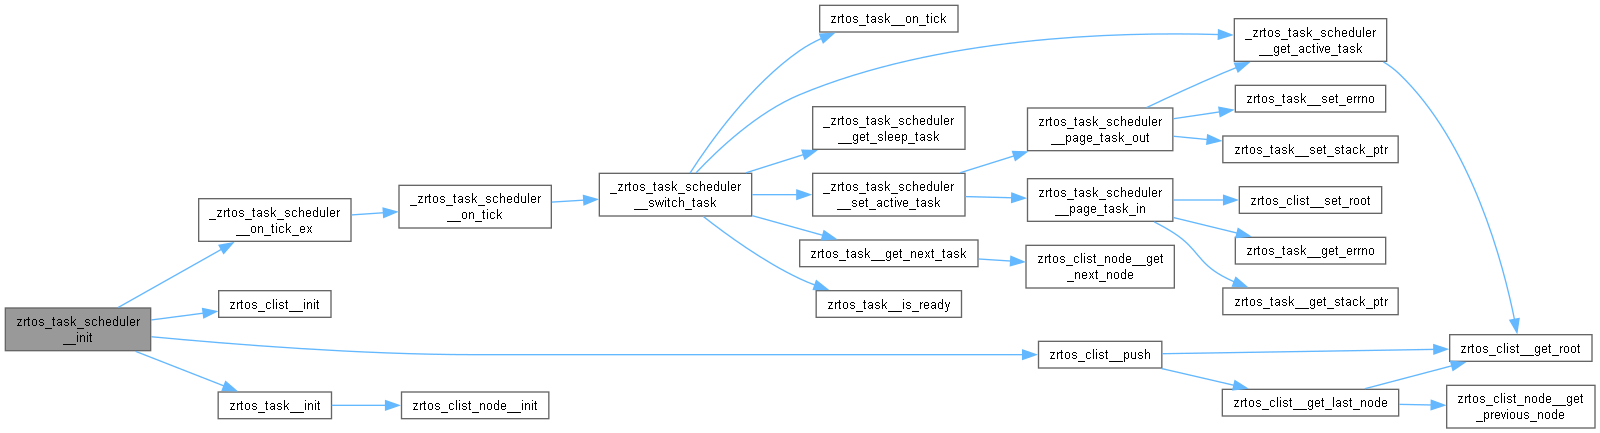 zrtos_task__on_tick
_zrtos_task_scheduler
__get_active_task
zrtos_task__set_errno
_zrtos_task_scheduler
__get_sleep_task
zrtos_task_scheduler
__page_task_out
zrtos_task__set_stack_ptr
_zrtos_task_scheduler
__switch_task
_zrtos_task_scheduler
__set_active_task
zrtos_task_scheduler
__page_task_in
zrtos_clist__set_root
_zrtos_task_scheduler
__on_tick
_zrtos_task_scheduler
__on_tick_ex
zrtos_task__get_next_task
zrtos_clist_node__get
_next_node
zrtos_task__get_errno
zrtos_task__is_ready
zrtos_task__get_stack_ptr
zrtos_clist__init
zrtos_task_scheduler
__init
zrtos_clist__push
zrtos_clist__get_root
zrtos_task__init
zrtos_clist_node__init
zrtos_clist__get_last_node
zrtos_clist_node__get
_previous_node